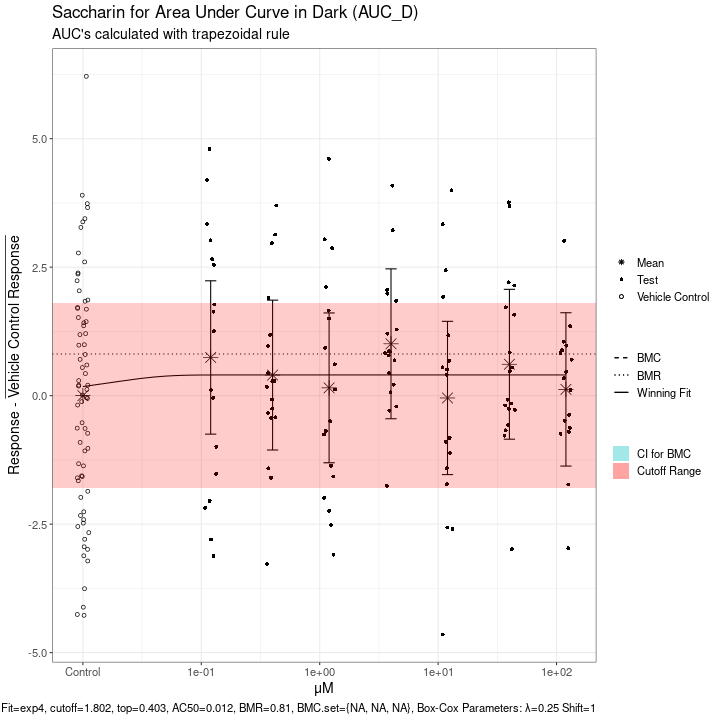 Saccharin for Area Under Curve in Dark (AUC_D)
AUC's calculated with trapezoidal rule
Response - Vehicle Control Response
5.0
2.5
0.0
-2.5
-5.0
Control
1e-01
1e+00
1e+01
1e+02
μM
Mean
Test
Vehicle Control
BMC
BMR
Winning Fit
CI for BMC
Cutoff Range
Fit=exp4, cutoff=1.802, top=0.403, AC50=0.012, BMR=0.81, BMC.set={NA, NA, NA}, Box-Cox Parameters: λ=0.25 Shift=1